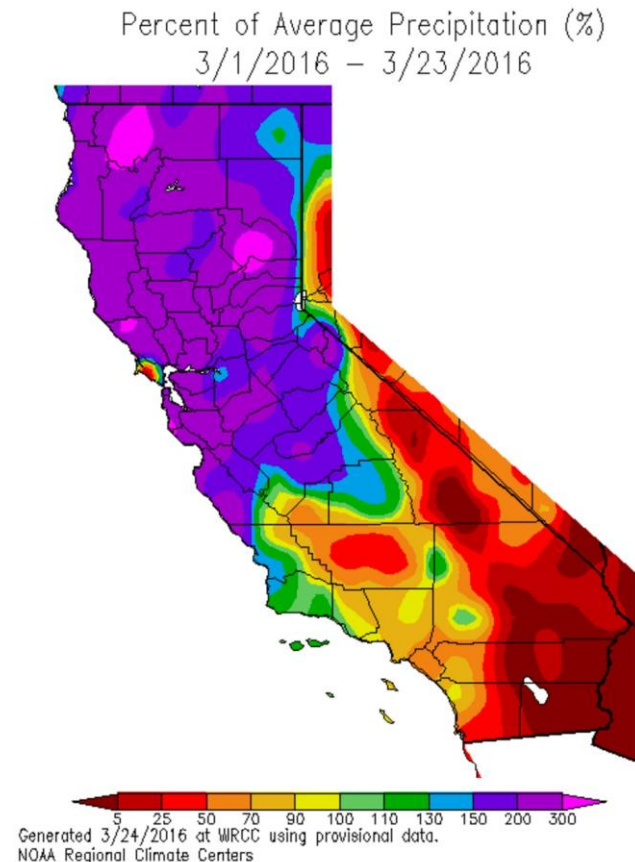 Percent of Average Precipitation (%)
3/1/2016 – 3/23/2016
5 25 50 70 90 100 110 130 150 200 300
Generated 3/24/2016 at WRCC using provisional data.
NOAA Regional Climate Centers